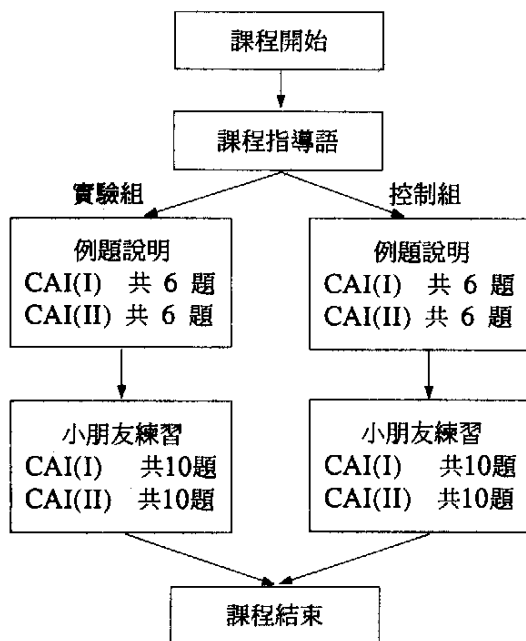 課程開始
課程指導語
實驗組
控制組
例題說明
CAI(I) 共 6 題
CAI(II) 共 6 題
例題說明
CAI(I) 共 6 題
CAI(II) 共 6 題
小朋友練習
CAI(I) 共10題
CAI(II) 共10題
小朋友練習
CAI(I) 共10題
CAI(II) 共10題
課程結束